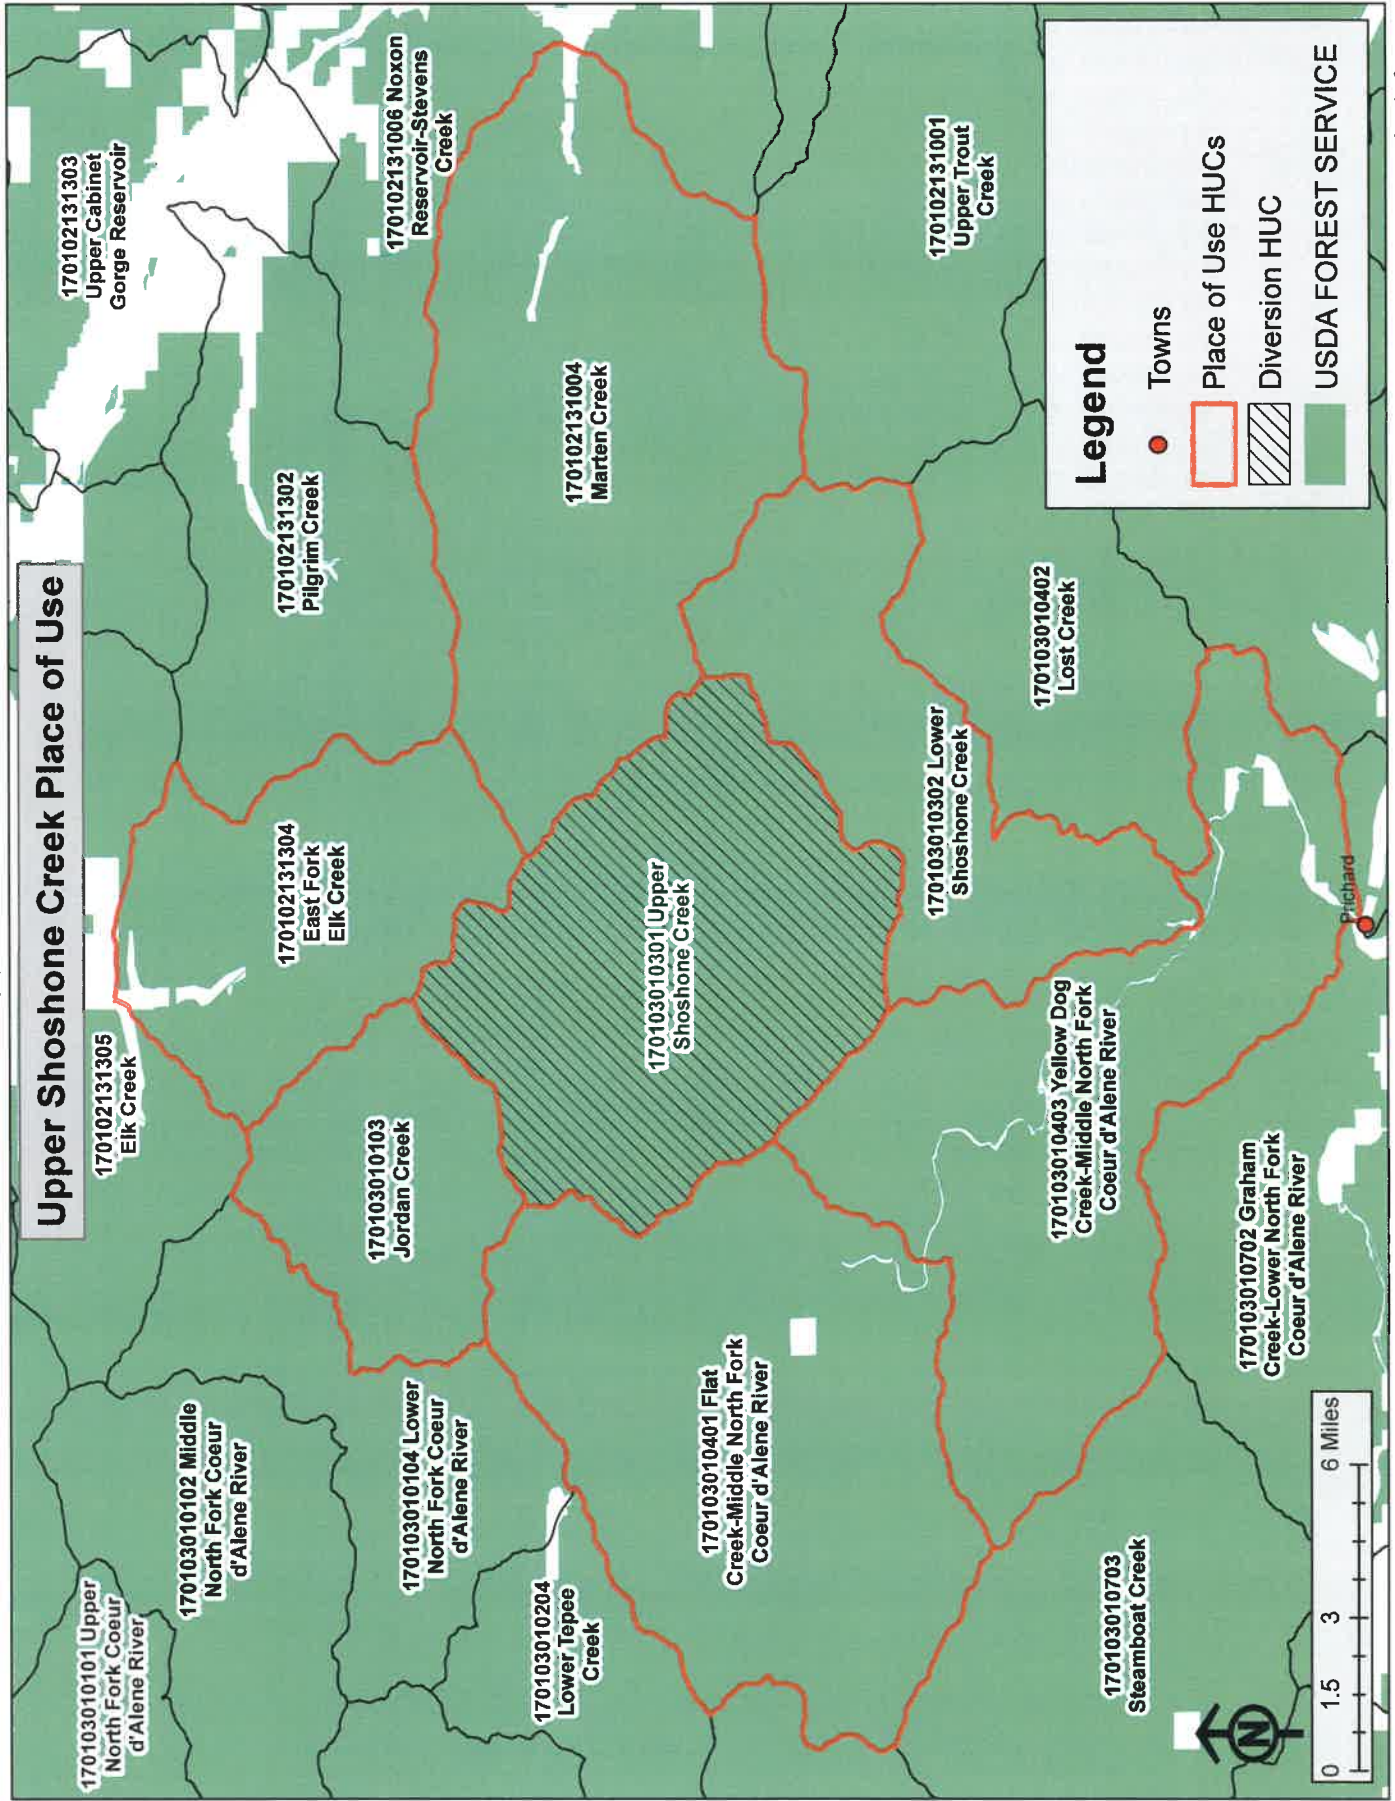 Upper Shoshone Creek Place of Use
170102131303
Upper Cabinet
Gorge Reservoir
170102131006 Noxon
Reservoir-Stevens
Creek
170102131302
Pilgrim Creek
170102131304
East Fork
Elk Creek
170102131305
Elk Creek
170103010101 Upper
North Fork Coeur
d'Alene River
170103010102 Middle
North Fork Coeur
d'Alene River
170103010103
Jordan Creek
170103010104 Lower
North Fork Coeur
d'Alene River
170103010204
Lower Tepee
Creek
170102131004
Marten Creek
170103010301 Upper
Shoshone Creek
170103010401 Flat
Creek-Middle North Fork
Coeur d'Alene River
170102131001
Upper Trout
Creek
170103010302 Lower
Shoshone Creek
170103010402
Lost Creek
170103010403 Yellow Dog
Creek-Middle North Fork
Coeur d'Alene River
170103010702 Graham
Creek-Lower North Fork
Coeur d'Alene River
170103010703
Steamboat Creek
Prichard
Legend
Towns
Place of Use HUCs
Diversion HUC
USDA FOREST SERVICE
N
0 1.5 3 6 Miles